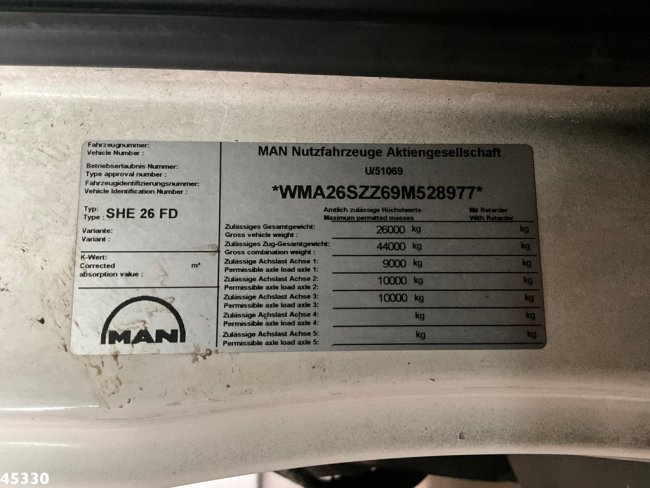 Fahrzeugnummer:
Vehicle Number :
MAN Nutzfahrzeuge Aktiengesellschaft
Betriebserlaubnis Nummer:
Type approval number :
U/51069
Fahrzeugidentifizierungsnummer:
Vehicle Identification Number :
*WMA26SZZ69M528977*
Typ:
Type : SHE 26 FD
Variante:
Variant :
K-Wert:
Corrected m²
absorption value :
MAN
Amtlich zulässige Höchstwerte Mit Retarder
Maximum permitted masses With Retarder
Zulässiges Gesamtgewicht: 26000 kg kg
Gross vehicle weight :
Zulässiges Zug-Gesamtgewicht: 44000 kg kg
Gross combination weight :
Zulässige Achslast Achse 1: 9000 kg kg
Permissible axle load axle 1:
Zulässige Achslast Achse 2: 10000 kg kg
Permissible axle load axle 2:
Zulässige Achslast Achse 3: 10000 kg kg
Permissible axle load axle 3:
Zulässige Achslast Achse 4: kg kg
Permissible axle load axle 4:
Zulässige Achslast Achse 5: kg kg
Permissible axle load axle 5:
45330